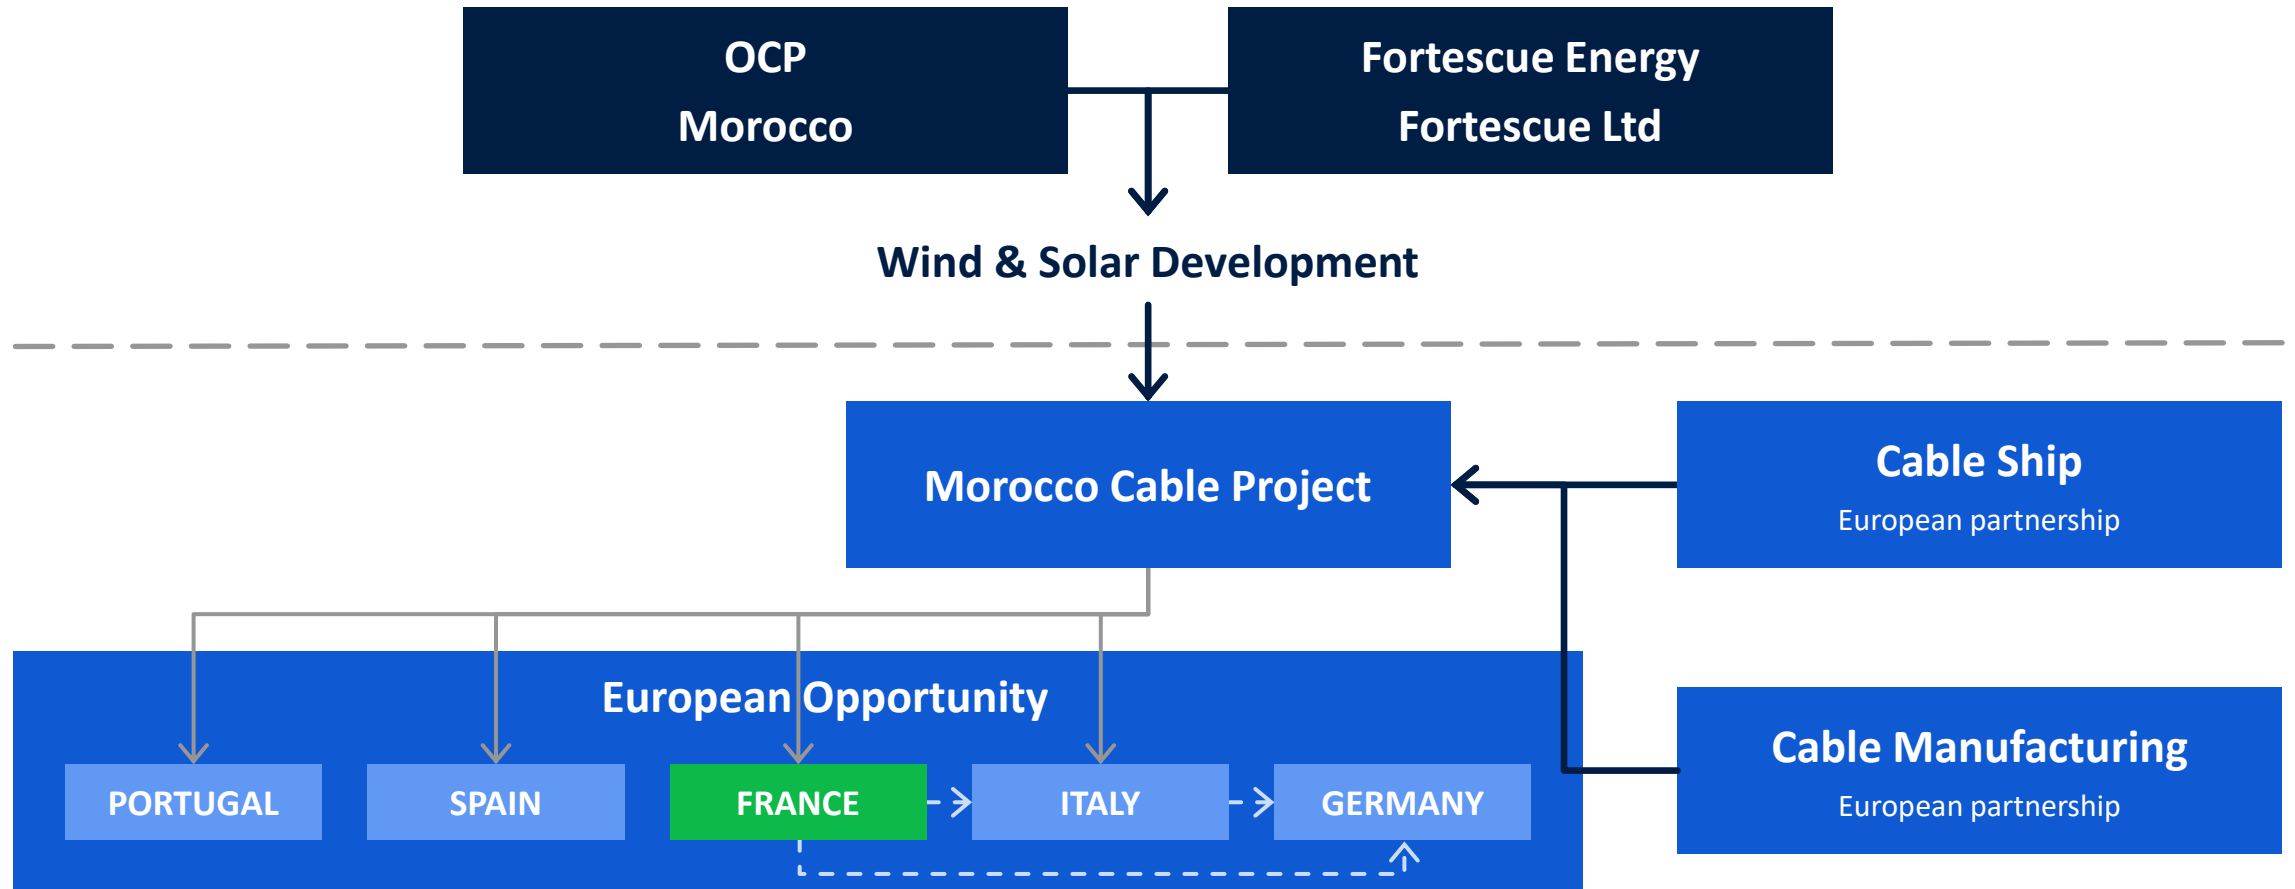 OCP
Morocco
Fortescue Energy
Fortescue Ltd
Wind & Solar Development
Morocco Cable Project
Cable Ship
European partnership
European Opportunity
Cable Manufacturing
European partnership
PORTUGAL
SPAIN
FRANCE
ITALY
GERMANY